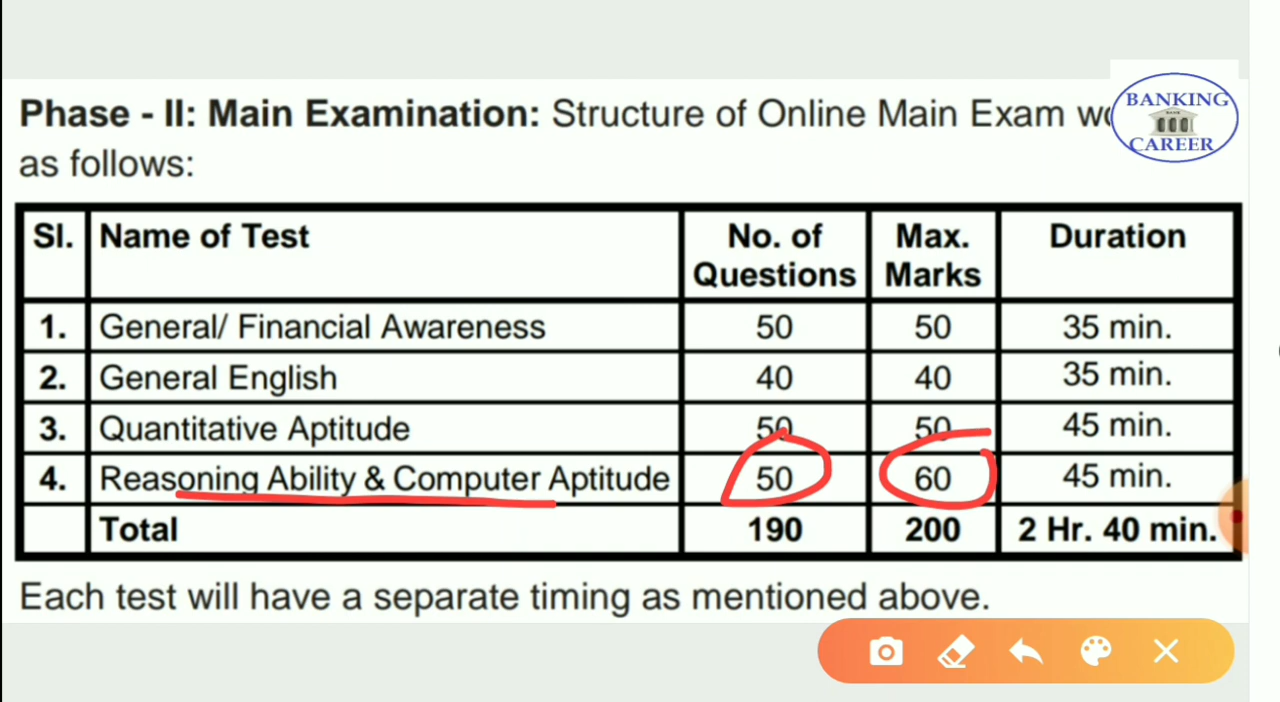 Phase - II: Main Examination: Structure of Online Main Exam
as follows:
BANKING
BANK
CAREER
Sl. Name of Test No. of Questions Max. Marks Duration
1. General/ Financial Awareness 50 50 35 min.
2. General English 40 40 35 min.
3. Quantitative Aptitude 50 50 45 min.
4. Reasoning Ability & Computer Aptitude 50 60 45 min.
Total 190 200 2 Hr. 40 min.
Each test will have a separate timing as mentioned above.